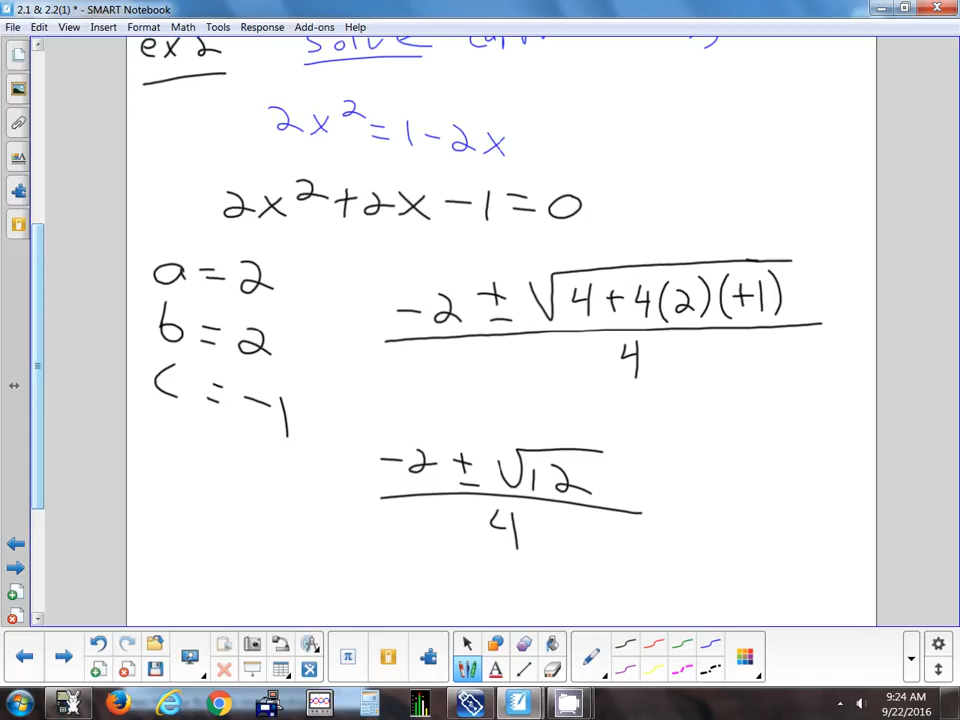 2.1 & 2.2(1) * - SMART Notebook
File Edit View Insert Format Math Tools Response Add-ons Help
ex 2 Solve
2x² = 1 - 2x
2x² + 2x - 1 = 0
a = 2
b = 2
c = -1
-2 ± √4 + 4(2)(+1)
4
-2 ± √12
4
9:24 AM
9/22/2016